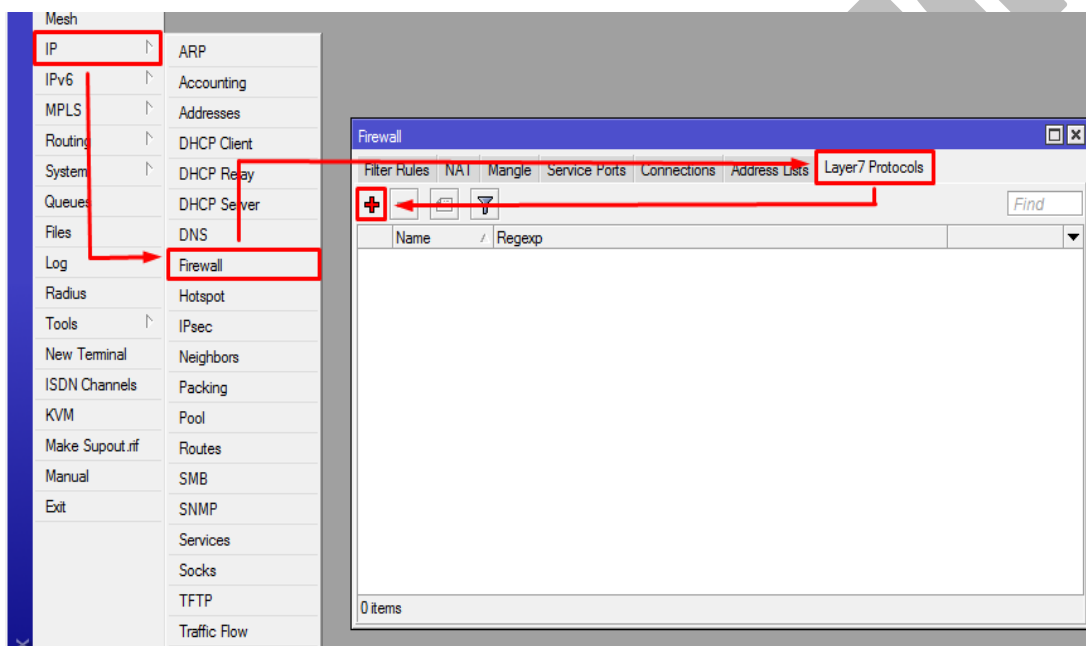 Mesh
IP
IPv6
MPLS
Routing
System
Queues
Files
Log
Radius
Tools
New Terminal
ISDN Channels
KVM
Make Supout.rif
Manual
Exit
ARP
Accounting
Addresses
DHCP Client
DHCP Relay
DHCP Server
DNS
Firewall
Hotspot
IPsec
Neighbors
Packing
Pool
Routes
SMB
SNMP
Services
Socks
TFTP
Traffic Flow
Firewall
Filter Rules NAT Mangle Service Ports Connections Address Lists Layer7 Protocols
Find
Name Regexp
0 items